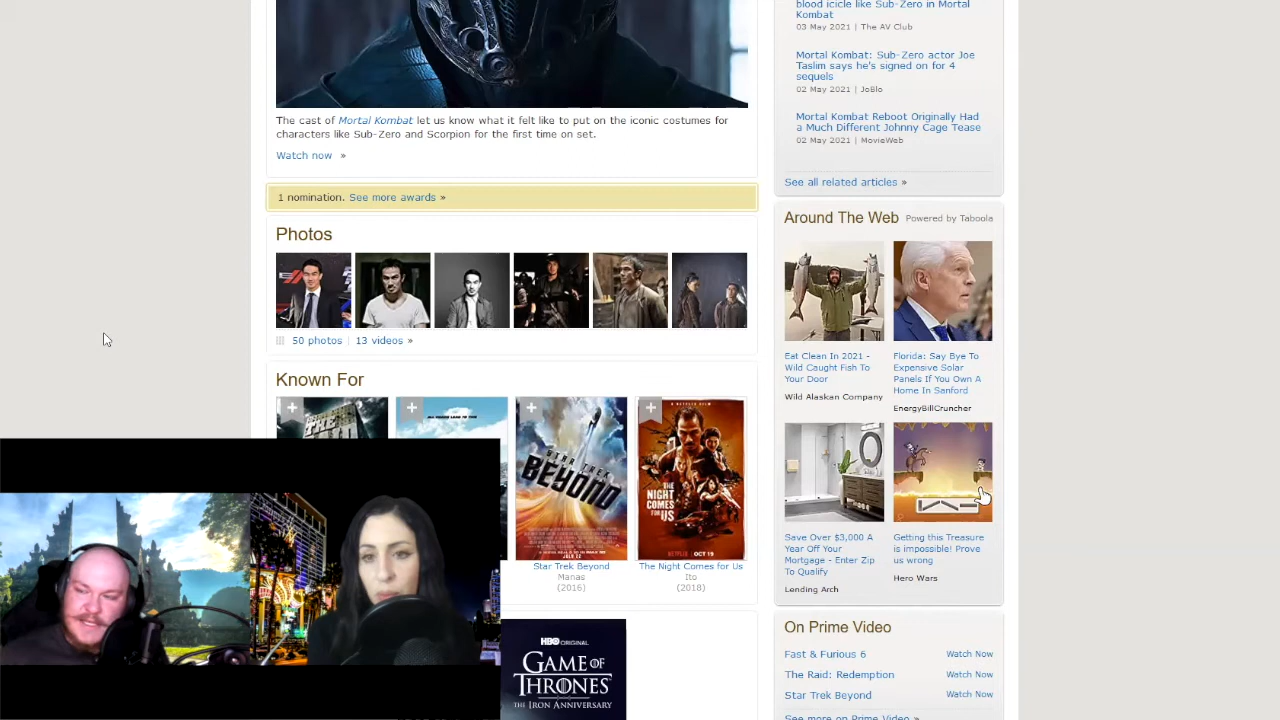 The cast of Mortal Kombat let us know what it felt like to put on the iconic costumes for
characters like Sub-Zero and Scorpion for the first time on set.
Watch now »
1 nomination. See more awards »
Photos
50 photos | 13 videos »
Known For
STAR TREK
BEYOND
Star Trek Beyond
Manas
(2016)
A NETFLIX FILM
THE
NIGHT
COMES
FOR
US
NETFLIX | OCT 19
The Night Comes for Us
Ito
(2018)
HBO ORIGINAL
GAME OF
THRONES
THE IRON ANNIVERSARY
blood icicle like Sub-Zero in Mortal
Kombat
03 May 2021 | The AV Club
Mortal Kombat: Sub-Zero actor Joe
Taslim says he's signed on for 4
sequels
02 May 2021 | JoBlo
Mortal Kombat Reboot Originally Had
a Much Different Johnny Cage Tease
02 May 2021 | MovieWeb
See all related articles »
Around The Web Powered by Taboola
Eat Clean In 2021 -
Wild Caught Fish To
Your Door
Wild Alaskan Company
Florida: Say Bye To
Expensive Solar
Panels If You Own A
Home In Sanford
EnergyBillCruncher
Save Over $3,000 A
Year Off Your
Mortgage - Enter Zip
To Qualify
Lending Arch
Getting this Treasure
is impossible! Prove
us wrong
Hero Wars
On Prime Video
Fast & Furious 6 Watch Now
The Raid: Redemption Watch Now
Star Trek Beyond Watch Now
See more on Prime Video »